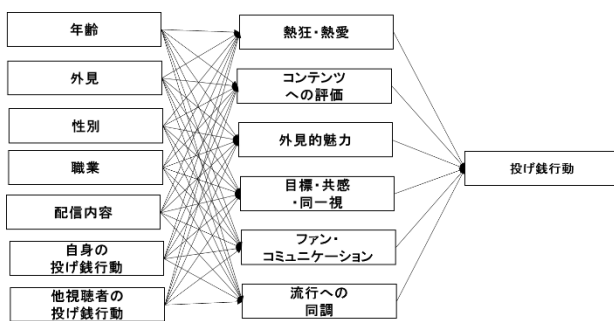 年齢
外見
性別
職業
配信内容
自身の
投げ銭行動
他視聴者の
投げ銭行動
熱狂・熱愛
コンテンツ
への評価
外見的魅力
目標・共感
・同一視
ファン・
コミュニケーション
流行への
同調
投げ銭行動